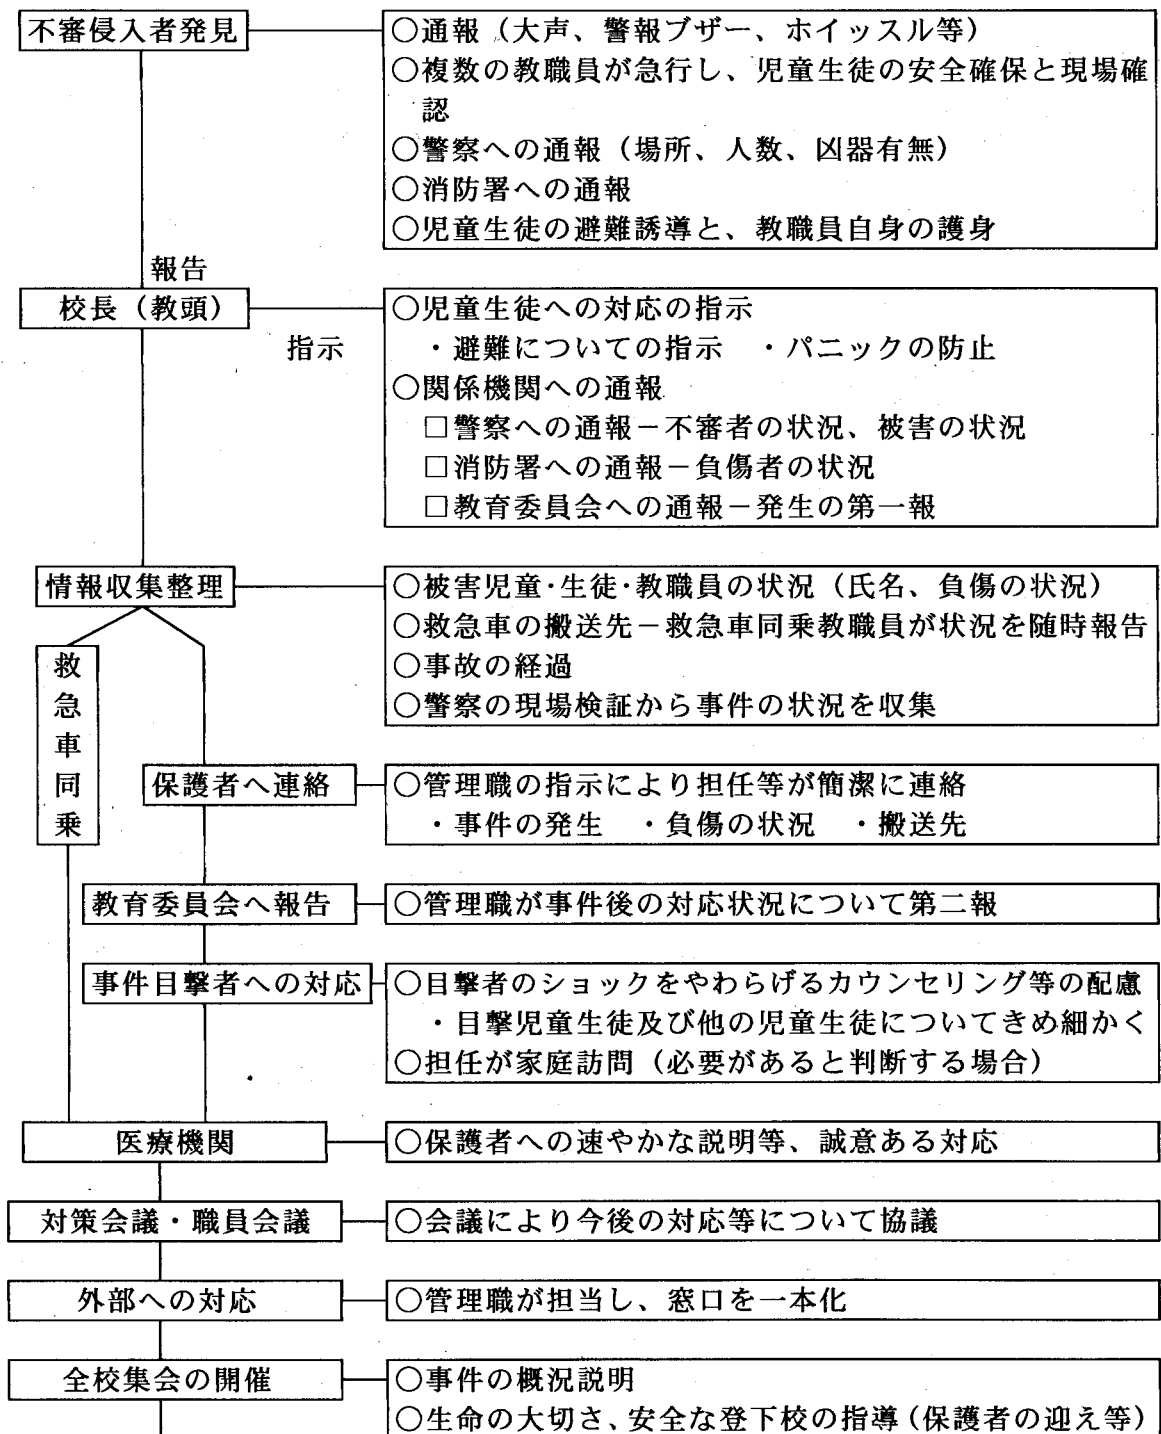 不審侵入者発見
○通報（大声、警報ブザー、ホイッスル等）
○複数の教職員が急行し、児童生徒の安全確保と現場確
認
○警察への通報（場所、人数、凶器有無）
○消防署への通報
○児童生徒の避難誘導と、教職員自身の護身
報告
校長（教頭）
指示
○児童生徒への対応の指示
・避難についての指示　・パニックの防止
○関係機関への通報
□警察への通報－不審者の状況、被害の状況
□消防署への通報－負傷者の状況
□教育委員会への通報－発生の第一報
情報収集整理
○被害児童・生徒・教職員の状況（氏名、負傷の状況）
○救急車の搬送先－救急車同乗教職員が状況を随時報告
○事故の経過
○警察の現場検証から事件の状況を収集
救急車同乗
保護者へ連絡
○管理職の指示により担任等が簡潔に連絡
・事件の発生　・負傷の状況　・搬送先
教育委員会へ報告
○管理職が事件後の対応状況について第二報
事件目撃者への対応
○目撃者のショックをやわらげるカウンセリング等の配慮
・目撃児童生徒及び他の児童生徒についてきめ細かく
○担任が家庭訪問（必要があると判断する場合）
医療機関
○保護者への速やかな説明等、誠意ある対応
対策会議・職員会議
○会議により今後の対応等について協議
外部への対応
○管理職が担当し、窓口を一本化
全校集会の開催
○事件の概況説明
○生命の大切さ、安全な登下校の指導（保護者の迎え等）